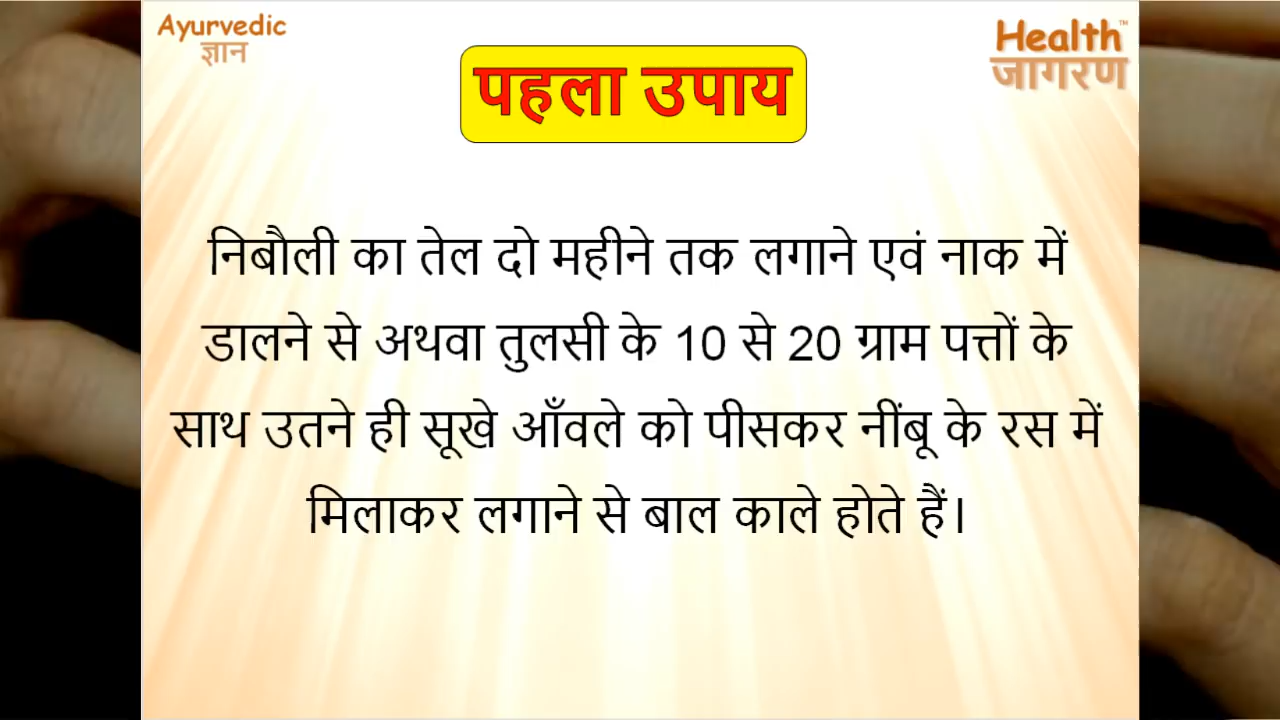 Ayurvedic
ज्ञान
Health™
जागरण
पहला उपाय
निबौली का तेल दो महीने तक लगाने एवं नाक में
डालने से अथवा तुलसी के 10 से 20 ग्राम पत्तों के
साथ उतने ही सूखे आँवले को पीसकर नींबू के रस में
मिलाकर लगाने से बाल काले होते हैं।